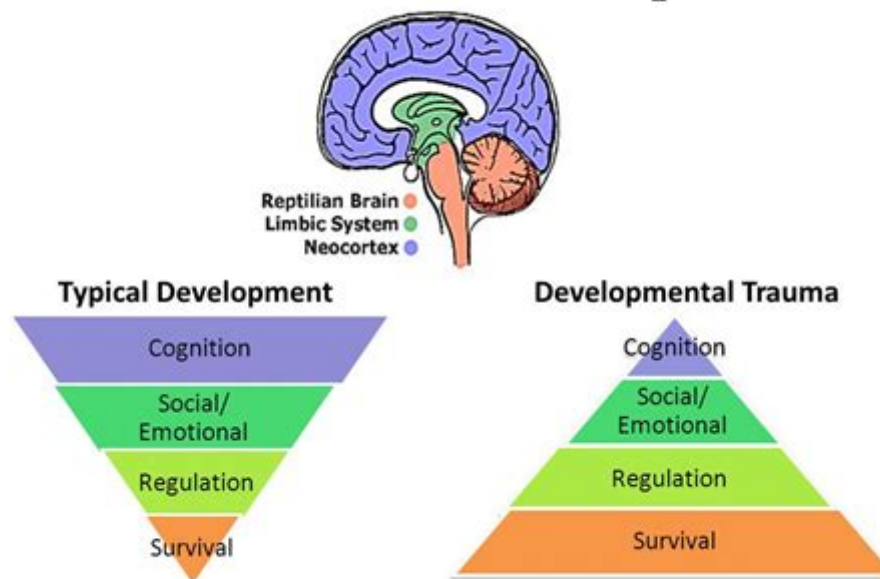 Reptilian Brain
Limbic System
Neocortex
Typical Development
Cognition
Social/
Emotional
Regulation
Survival
Developmental Trauma
Cognition
Social/
Emotional
Regulation
Survival